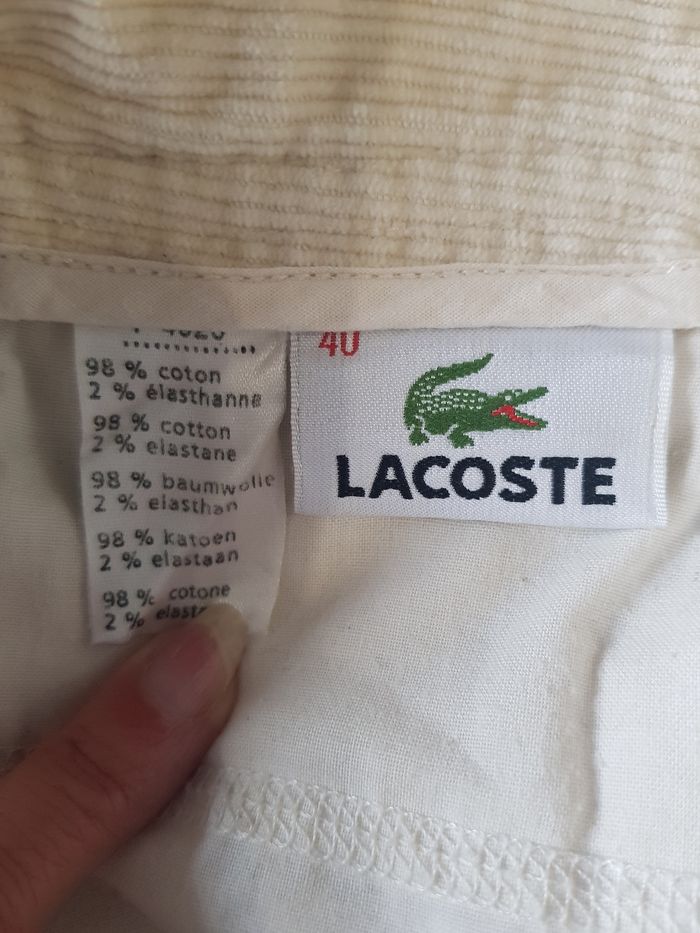 98 % coton
2 % élasthanne
98 % cotton
2 % elastane
98 % baumwolle
2 % elasthan
98 % katoen
2 % elastaan
98 % cotone
2 %
40
LACOSTE